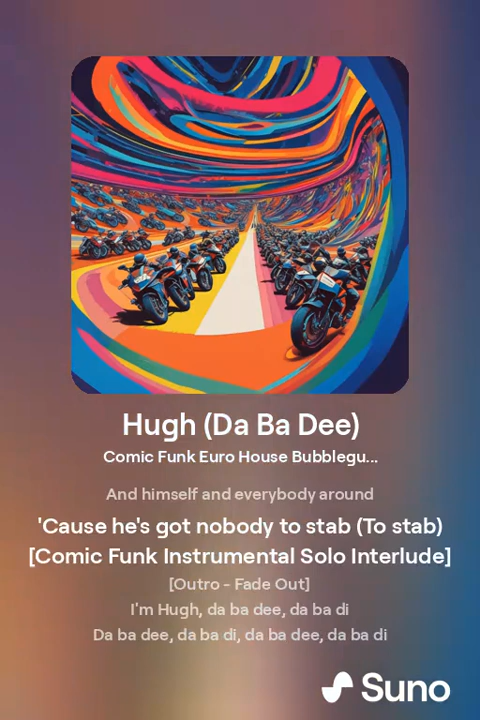 Hugh (Da Ba Dee)
Comic Funk Euro House Bubblegu...
And himself and everybody around
'Cause he's got nobody to stab (To stab)
[Comic Funk Instrumental Solo Interlude]
[Outro - Fade Out]
I'm Hugh, da ba dee, da ba di
Da ba dee, da ba di, da ba dee, da ba di
Suno